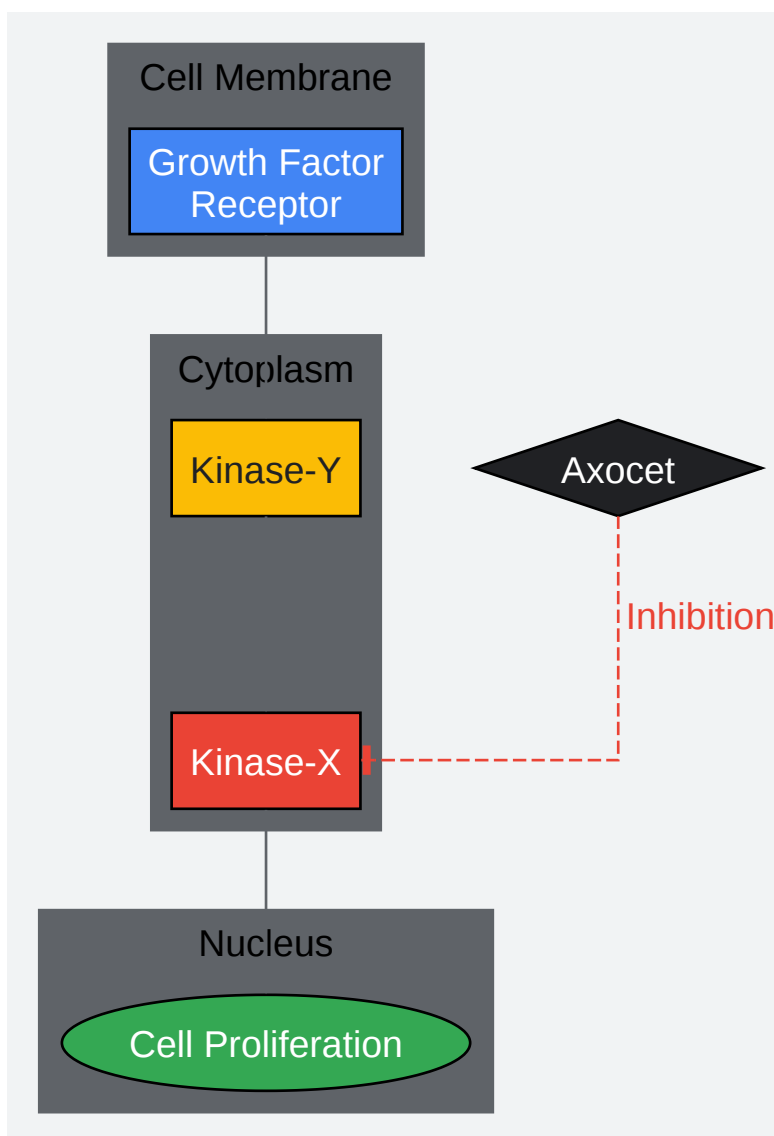 Cell Membrane
Growth Factor
Receptor
Cytoplasm
Kinase-Y
Axocet
Inhibition
Kinase-X
Nucleus
Cell Proliferation